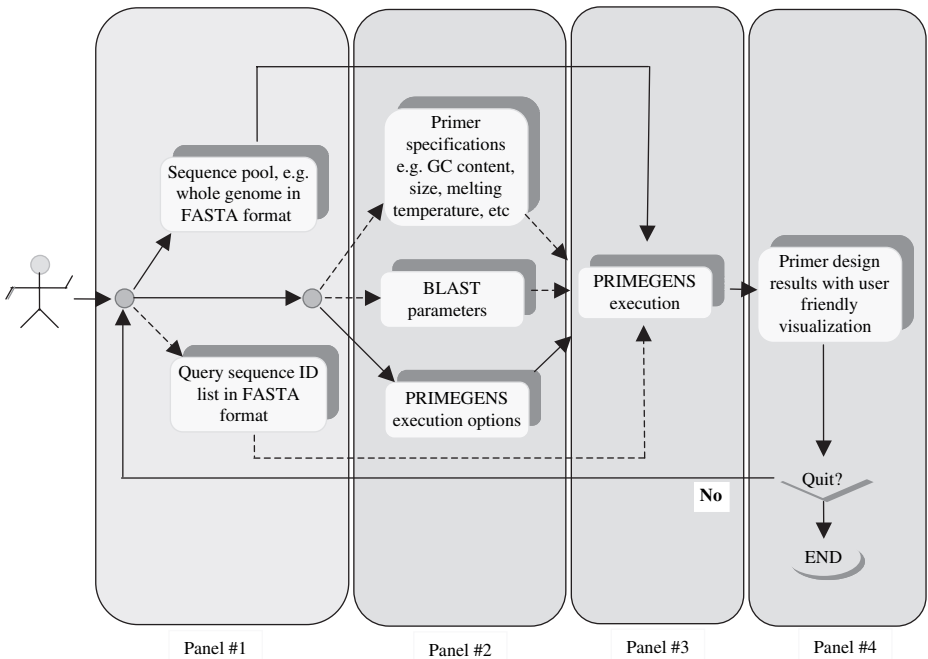 Sequence pool, e.g.
whole genome in
FASTA format
Query sequence ID
list in FASTA
format
Primer
specifications
e.g. GC content,
size, melting
temperature, etc
BLAST
parameters
PRIMEGENS
execution options
PRIMEGENS
execution
Primer design
results with user
friendly
visualization
Quit?
No
END
Panel #1
Panel #2
Panel #3
Panel #4